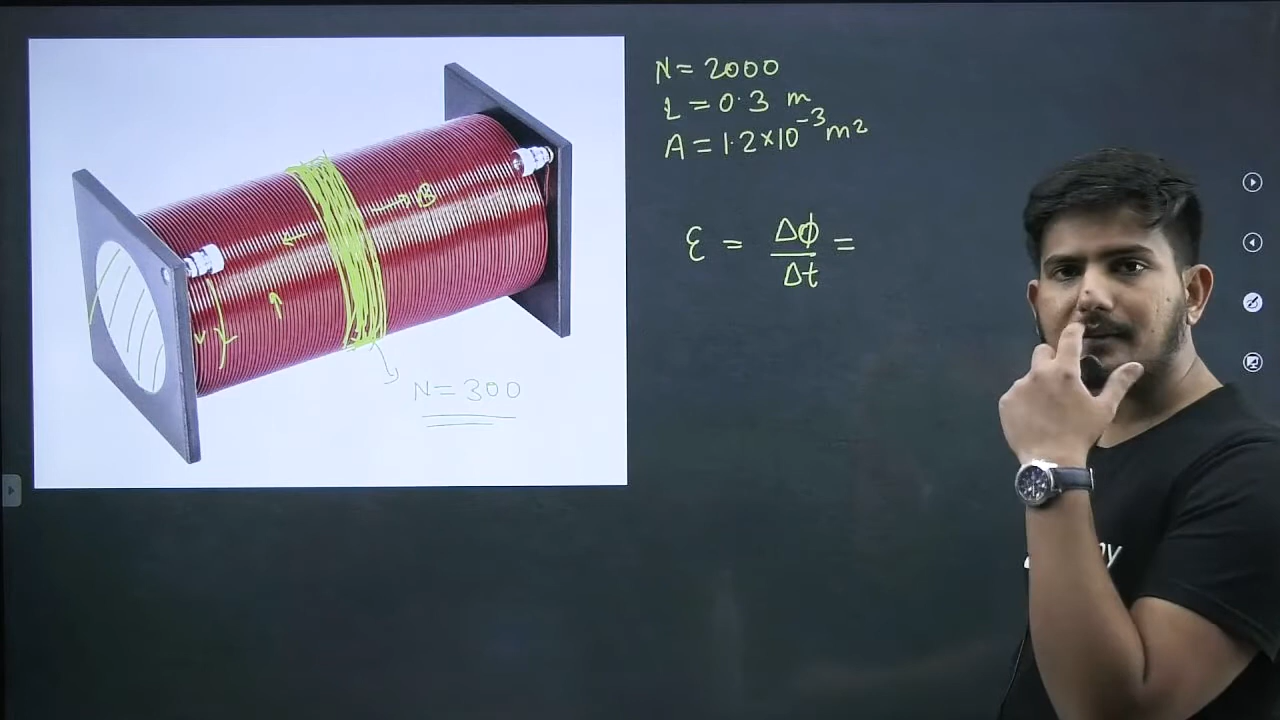 N = 2000
L = 0.3 m
A = 1.2×10⁻³ m²
B
ε = Δϕ/Δt =
N = 300